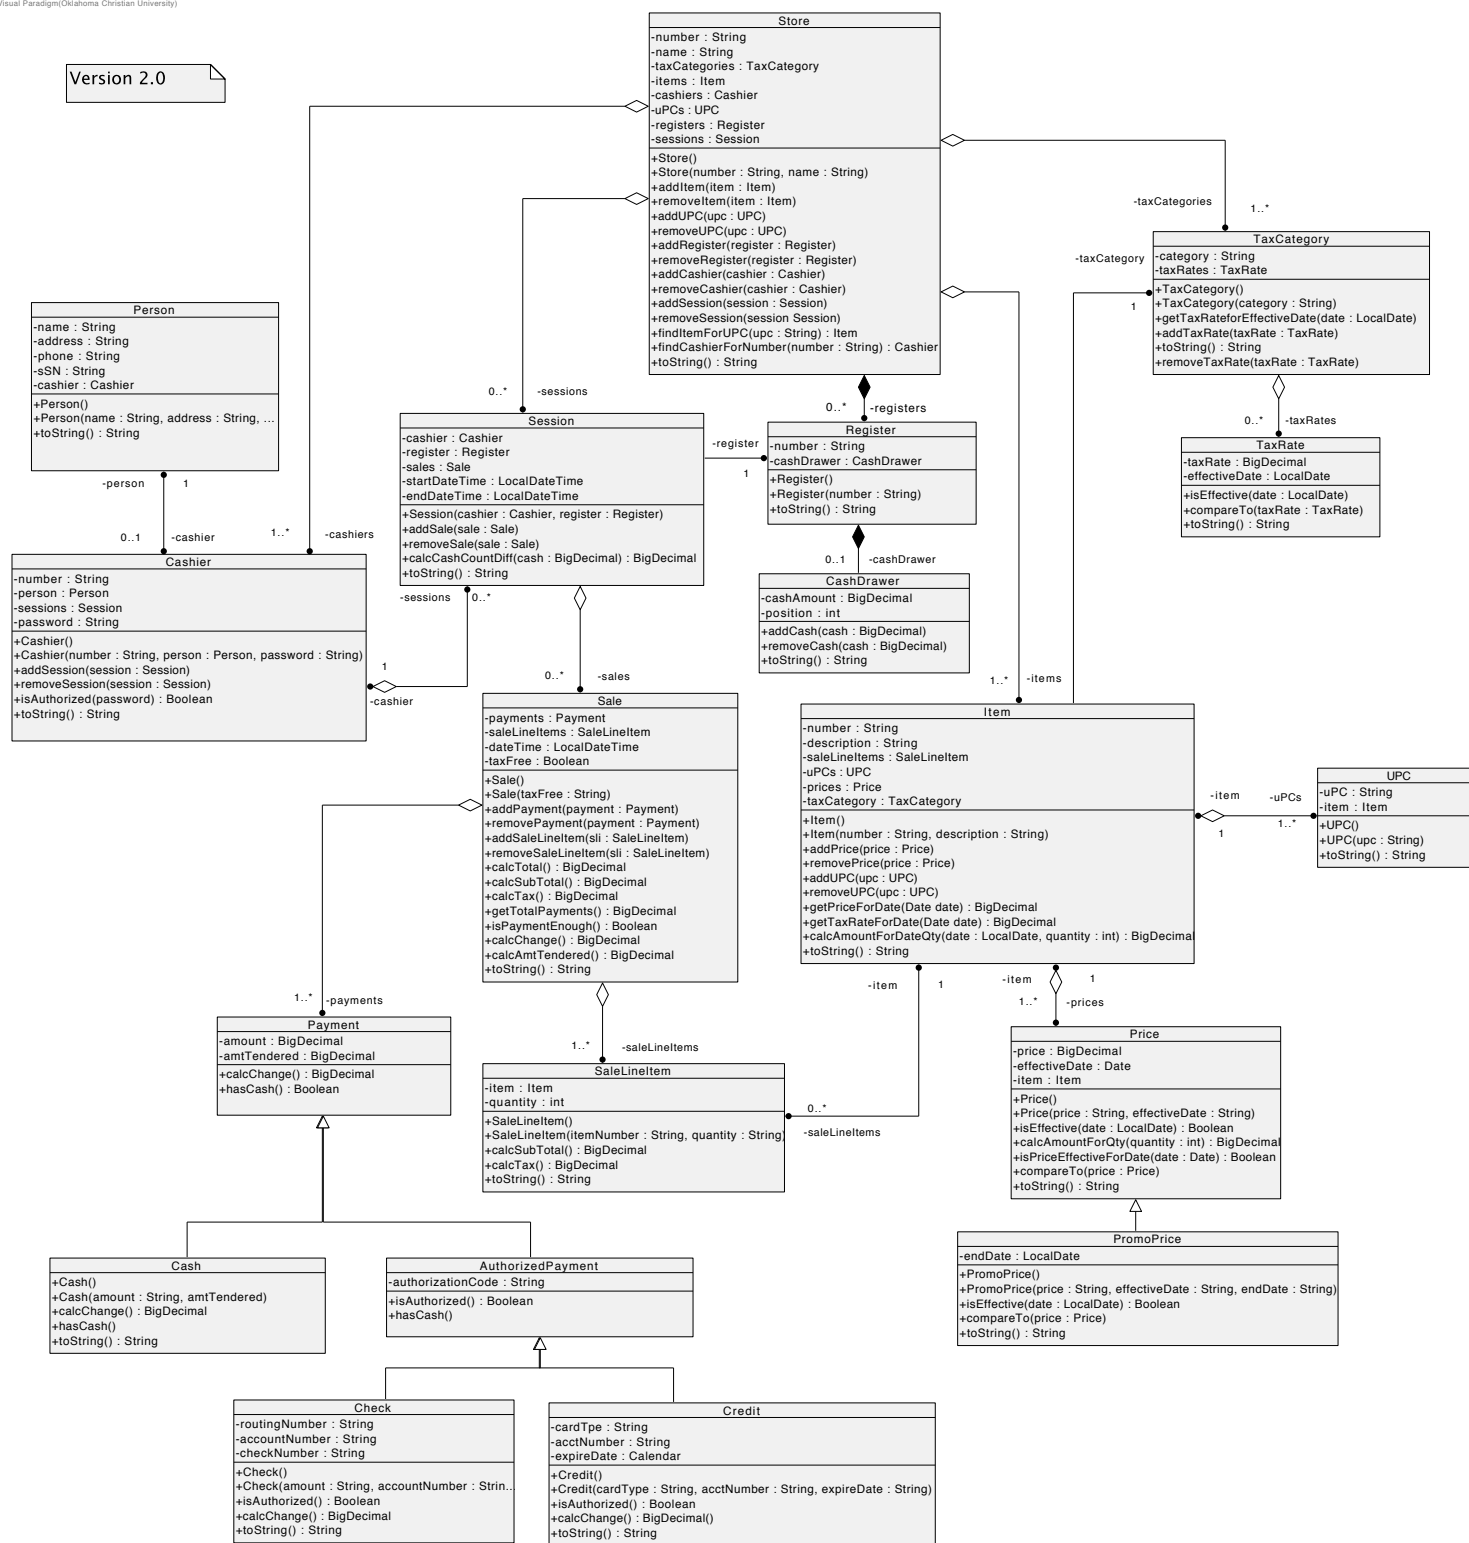 Visual Paradigm(Oklahoma Christian University)
Version 2.0
Store
-number : String
-name : String
-taxCategories : TaxCategory
-items : Item
-cashiers : Cashier
-uPCs : UPC
-registers : Register
-sessions : Session
+Store()
+Store(number : String, name : String)
+addItem(item : Item)
+removeItem(item : Item)
+addUPC(upc : UPC)
+removeUPC(upc : UPC)
+addRegister(register : Register)
+removeRegister(register : Register)
+addCashier(cashier : Cashier)
+removeCashier(cashier : Cashier)
+addSession(session : Session)
+removeSession(session Session)
+findItemForUPC(upc : String) : Item
+findCashierForNumber(number : String) : Cashier
+toString() : String
-taxCategories
1..*
TaxCategory
-category : String
-taxRates : TaxRate
+TaxCategory()
+TaxCategory(category : String)
+getTaxRateforEffectiveDate(date : LocalDate)
+addTaxRate(taxRate : TaxRate)
+toString() : String
+removeTaxRate(taxRate : TaxRate)
-taxCategory
1
0..*
-taxRates
TaxRate
-taxRate : BigDecimal
-effectiveDate : LocalDate
+isEffective(date : LocalDate)
+compareTo(taxRate : TaxRate)
+toString() : String
Person
-name : String
-address : String
-phone : String
-sSN : String
-cashier : Cashier
+Person()
+Person(name : String, address : String, ...
+toString() : String
-person
1
0..1
-cashier
1..*
-cashiers
0..*
-sessions
0..*
-registers
Session
-cashier : Cashier
-register : Register
-sales : Sale
-startDateTime : LocalDateTime
-endDateTime : LocalDateTime
+Session(cashier : Cashier, register : Register)
+addSale(sale : Sale)
+removeSale(sale : Sale)
+calcCashCountDiff(cash : BigDecimal) : BigDecimal
+toString() : String
-register
1
Register
-number : String
-cashDrawer : CashDrawer
+Register()
+Register(number : String)
+toString() : String
0..1
-cashDrawer
CashDrawer
-cashAmount : BigDecimal
-position : int
+addCash(cash : BigDecimal)
+removeCash(cash : BigDecimal)
+toString() : String
Cashier
-number : String
-person : Person
-sessions : Session
-password : String
+Cashier()
+Cashier(number : String, person : Person, password : String)
+addSession(session : Session)
+removeSession(session : Session)
+isAuthorized(password) : Boolean
+toString() : String
-sessions
0..*
1
-cashier
0..*
-sales
1..*
-items
Sale
-payments : Payment
-saleLineItems : SaleLineItem
-dateTime : LocalDateTime
-taxFree : Boolean
+Sale()
+Sale(taxFree : String)
+addPayment(payment : Payment)
+removePayment(payment : Payment)
+addSaleLineItem(sli : SaleLineItem)
+removeSaleLineItem(sli : SaleLineItem)
+calcTotal() : BigDecimal
+calcSubTotal() : BigDecimal
+calcTax() : BigDecimal
+getTotalPayments() : BigDecimal
+isPaymentEnough() : Boolean
+calcChange() : BigDecimal
+calcAmtTendered() : BigDecimal
+toString() : String
Item
-number : String
-description : String
-saleLineItems : SaleLineItem
-uPCs : UPC
-prices : Price
-taxCategory : TaxCategory
+Item()
+Item(number : String, description : String)
+addPrice(price : Price)
+removePrice(price : Price)
+addUPC(upc : UPC)
+removeUPC(upc : UPC)
+getPriceForDate(Date date) : BigDecimal
+getTaxRateForDate(Date date) : BigDecimal
+calcAmountForDateQty(date : LocalDate, quantity : int) : BigDecimal
+toString() : String
-item
1
-uPCs
1..*
UPC
-uPC : String
-item : Item
+UPC()
+UPC(upc : String)
+toString() : String
-item
1
-item
1
1..*
-prices
1..*
-payments
Payment
-amount : BigDecimal
-amtTendered : BigDecimal
+calcChange() : BigDecimal
+hasCash() : Boolean
1..*
-saleLineItems
SaleLineItem
-item : Item
-quantity : int
+SaleLineItem()
+SaleLineItem(itemNumber : String, quantity : String)
+calcSubTotal() : BigDecimal
+calcTax() : BigDecimal
+toString() : String
0..*
-saleLineItems
Price
-price : BigDecimal
-effectiveDate : Date
-item : Item
+Price()
+Price(price : String, effectiveDate : String)
+isEffective(date : LocalDate) : Boolean
+calcAmountForQty(quantity : int) : BigDecimal
+isPriceEffectiveForDate(date : Date) : Boolean
+compareTo(price : Price)
+toString() : String
PromoPrice
-endDate : LocalDate
+PromoPrice()
+PromoPrice(price : String, effectiveDate : String, endDate : String)
+isEffective(date : LocalDate) : Boolean
+compareTo(price : Price)
+toString() : String
Cash
+Cash()
+Cash(amount : String, amtTendered)
+calcChange() : BigDecimal
+hasCash()
+toString() : String
AuthorizedPayment
-authorizationCode : String
+isAuthorized() : Boolean
+hasCash()
Check
-routingNumber : String
-accountNumber : String
-checkNumber : String
+Check()
+Check(amount : String, accountNumber : Strin...
+isAuthorized() : Boolean
+calcChange() : BigDecimal
+toString() : String
Credit
-cardTpe : String
-acctNumber : String
-expireDate : Calendar
+Credit()
+Credit(cardType : String, acctNumber : String, expireDate : String)
+isAuthorized() : Boolean
+calcChange() : BigDecimal()
+toString() : String